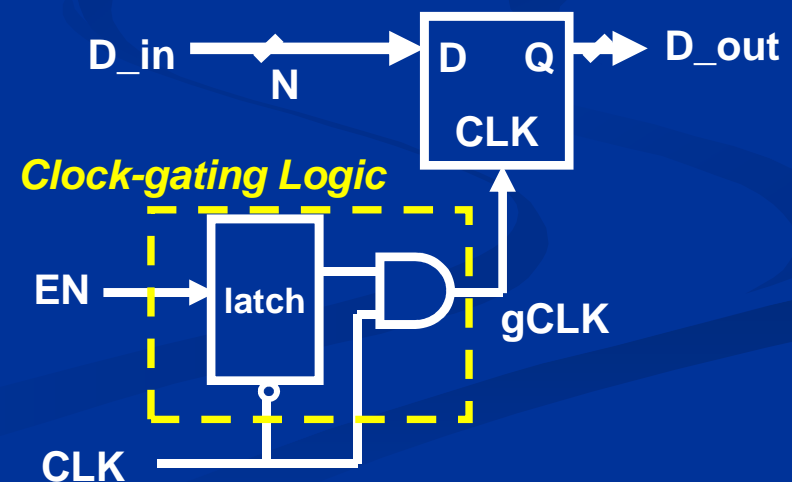 D_in
N
D Q
CLK
D_out
Clock-gating Logic
EN
latch
gCLK
CLK